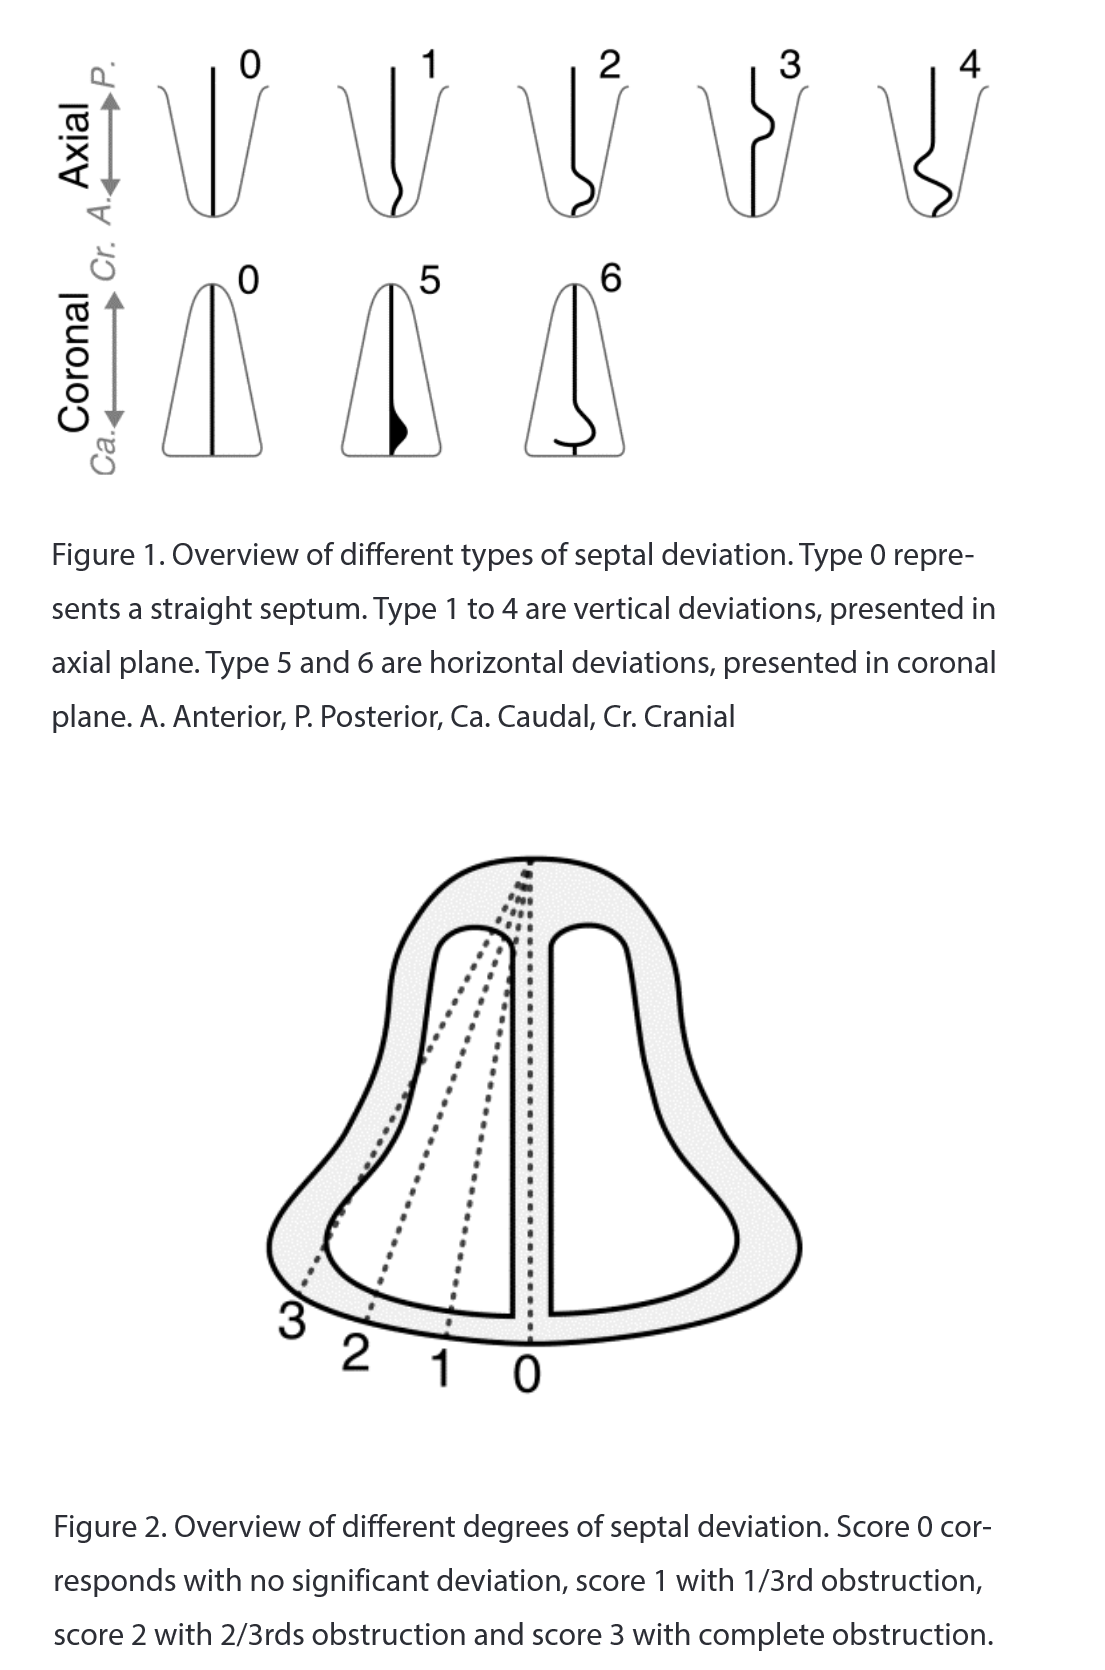 0 1 2 3 4
Axial
A. P.
0 5 6
Coronal
Ca. Cr.
Figure 1. Overview of different types of septal deviation. Type 0 repre-
sents a straight septum. Type 1 to 4 are vertical deviations, presented in
axial plane. Type 5 and 6 are horizontal deviations, presented in coronal
plane. A. Anterior, P. Posterior, Ca. Caudal, Cr. Cranial
3 2 1 0
Figure 2. Overview of different degrees of septal deviation. Score 0 cor-
responds with no significant deviation, score 1 with 1/3rd obstruction,
score 2 with 2/3rds obstruction and score 3 with complete obstruction.